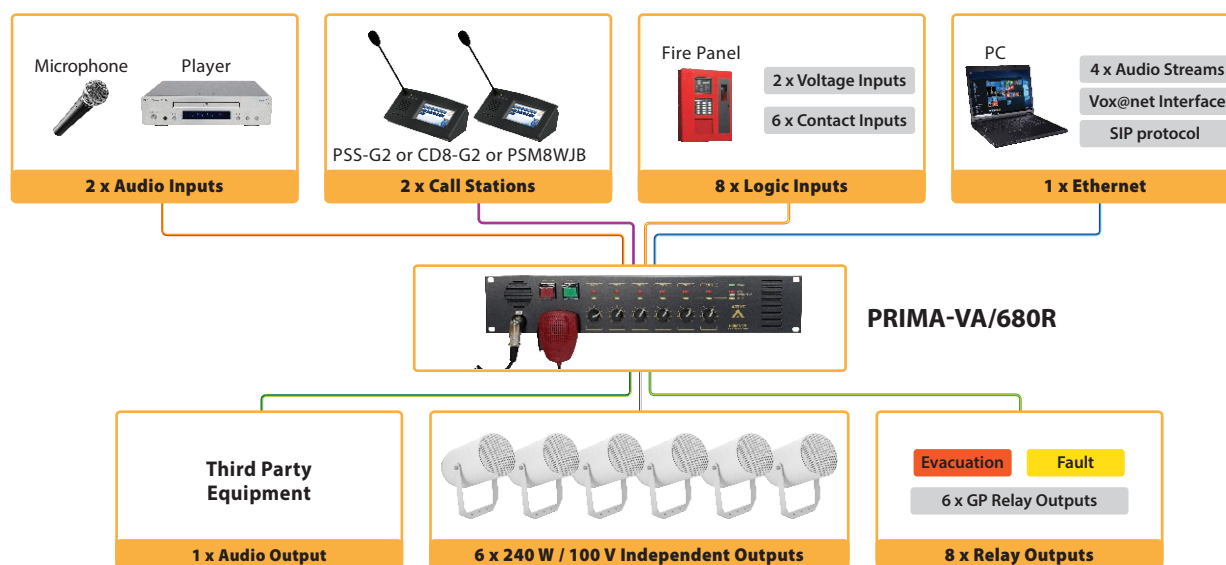 Microphone
Player
2 x Audio Inputs
PSS-G2 or CD8-G2 or PSM8WJB
2 x Call Stations
Fire Panel
2 x Voltage Inputs
6 x Contact Inputs
8 x Logic Inputs
PC
4 x Audio Streams
Vox@net Interface
SIP protocol
1 x Ethernet
PRIMA-VA/680R
Third Party
Equipment
1 x Audio Output
6 x 240 W / 100 V Independent Outputs
Evacuation
Fault
6 x GP Relay Outputs
8 x Relay Outputs